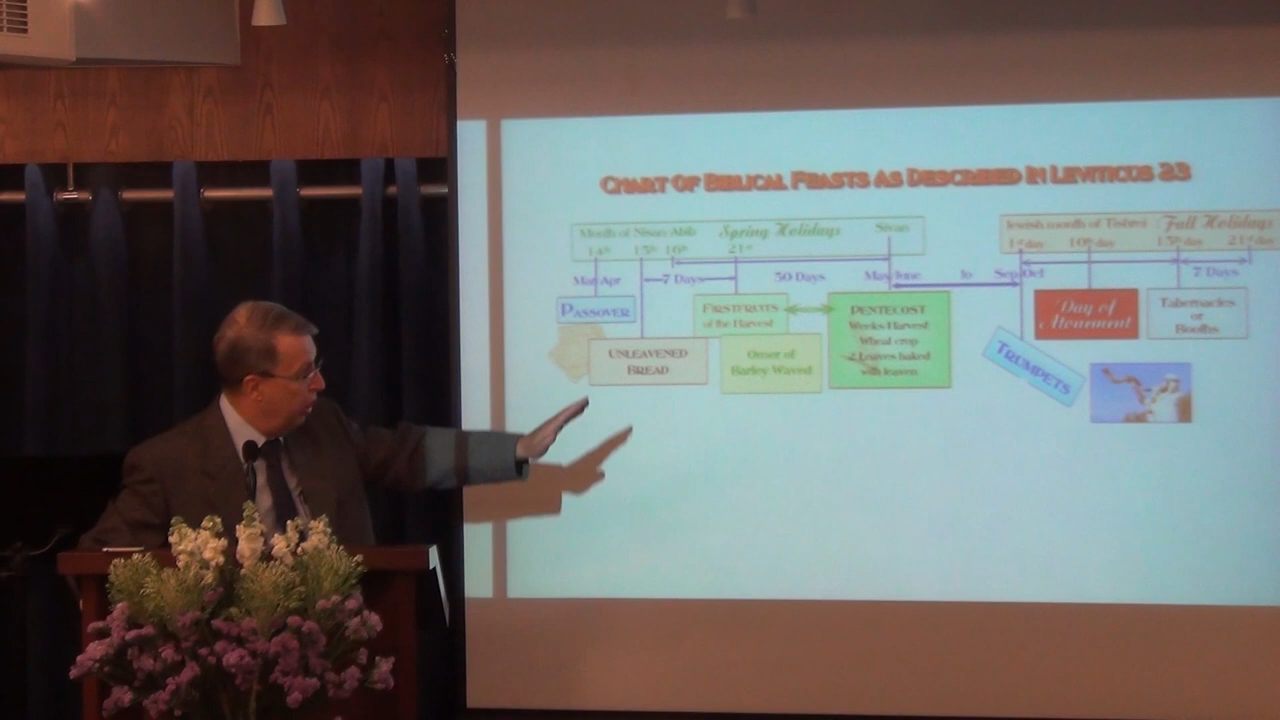 CHART OF BIBLICAL FEASTS AS DESCRIBED IN LEVITICUS 23
Month of Nisan-Abib Spring Holidays Sivan
14th 15th 16th 21st
Mar/Apr 7 Days 50 Days May/June to Sep/Oct
PASSOVER
UNLEAVENED
BREAD
FIRSTFRUITS
of the Harvest
Omer of
Barley Waved
PENTECOST
Weeks Harvest
Wheat crop
2 Loaves baked
with leaven
Jewish month of Tishrei Fall Holidays
1st day 10th day 15th day 21st day
7 Days
TRUMPETS
Day of
Atonement
Tabernacles
or
Booths